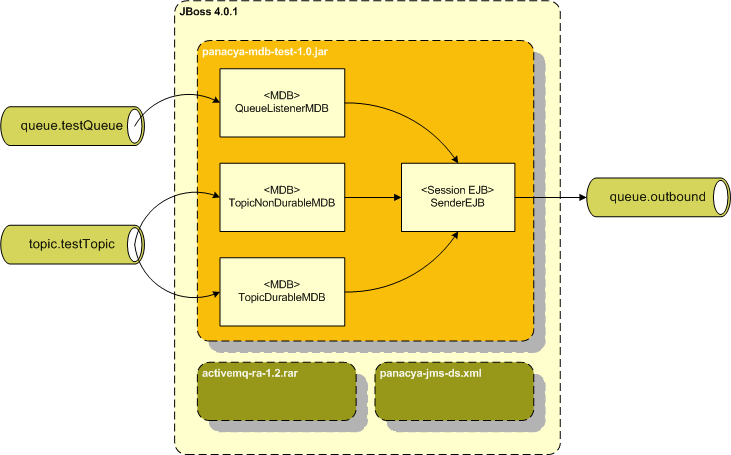 JBoss 4.0.1
panacya-mdb-test-1.0.jar
<MDB>
QueueListenerMDB
queue.testQueue
<MDB>
TopicNonDurableMDB
<Session EJB>
SenderEJB
queue.outbound
topic.testTopic
<MDB>
TopicDurableMDB
activemq-ra-1.2.rar
panacya-jms-ds.xml